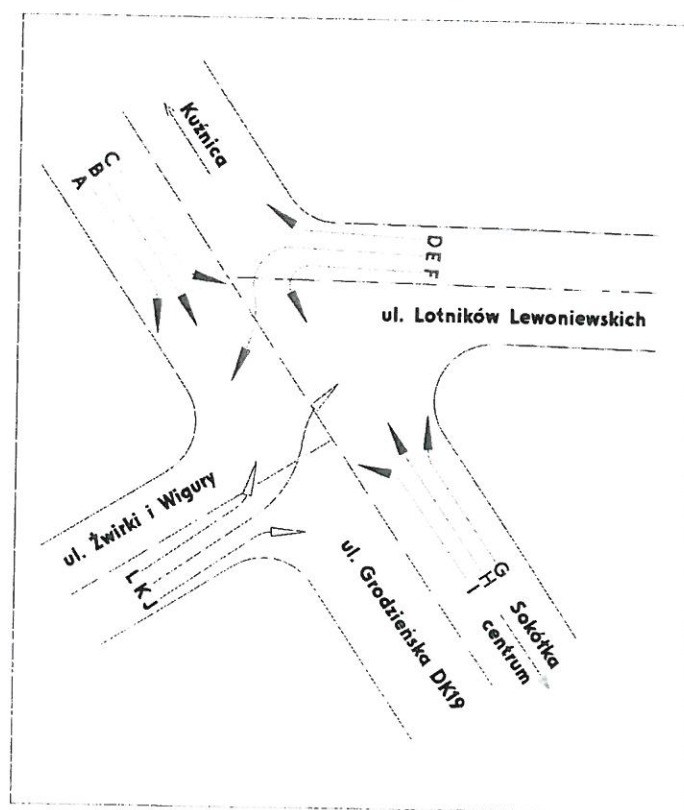 Kuźnica
C
B
A
D
E
F
ul. Lotników Lewoniewskich
ul. Żwirki i Wigury
L
K
J
G
H
I
Sokółka
centrum
ul. Grodzieńska DK19